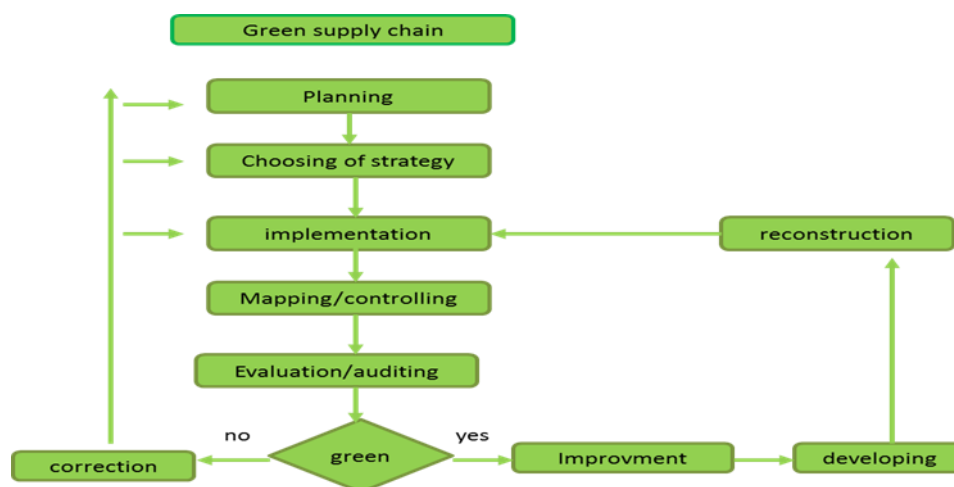 Green supply chain
Planning
Choosing of strategy
implementation
reconstruction
Mapping/controlling
Evaluation/auditing
no
yes
correction
green
Improvment
developing